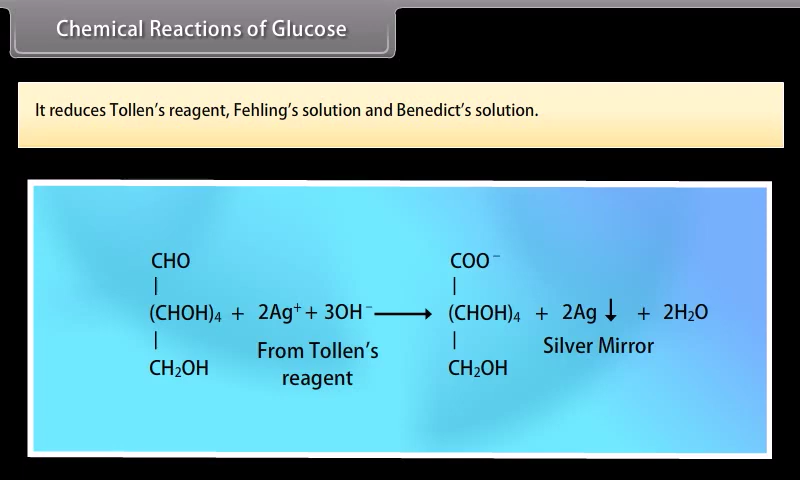 Chemical Reactions of Glucose
It reduces Tollen's reagent, Fehling's solution and Benedict's solution.
CHO COO⁻
| |
(CHOH)₄ + 2Ag⁺ + 3OH⁻ ⟶ (CHOH)₄ + 2Ag ↓ + 2H₂O
| From Tollen's | Silver Mirror
CH₂OH reagent CH₂OH